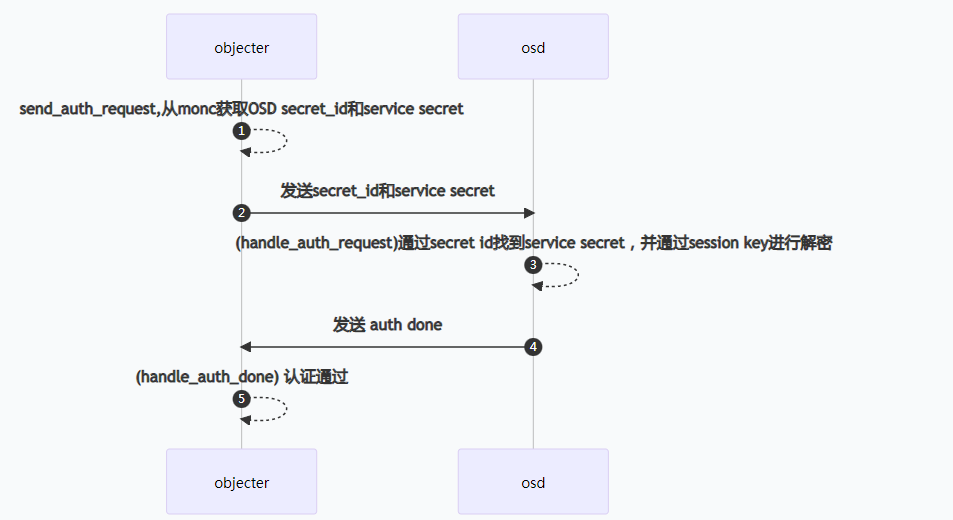 objecter osd
send_auth_request,从monc获取OSD secret_id和service secret
1
发送secret_id和service secret
2
(handle_auth_request)通过secret id找到service secret，并通过session key进行解密
3
发送 auth done
4
(handle_auth_done) 认证通过
5
objecter osd